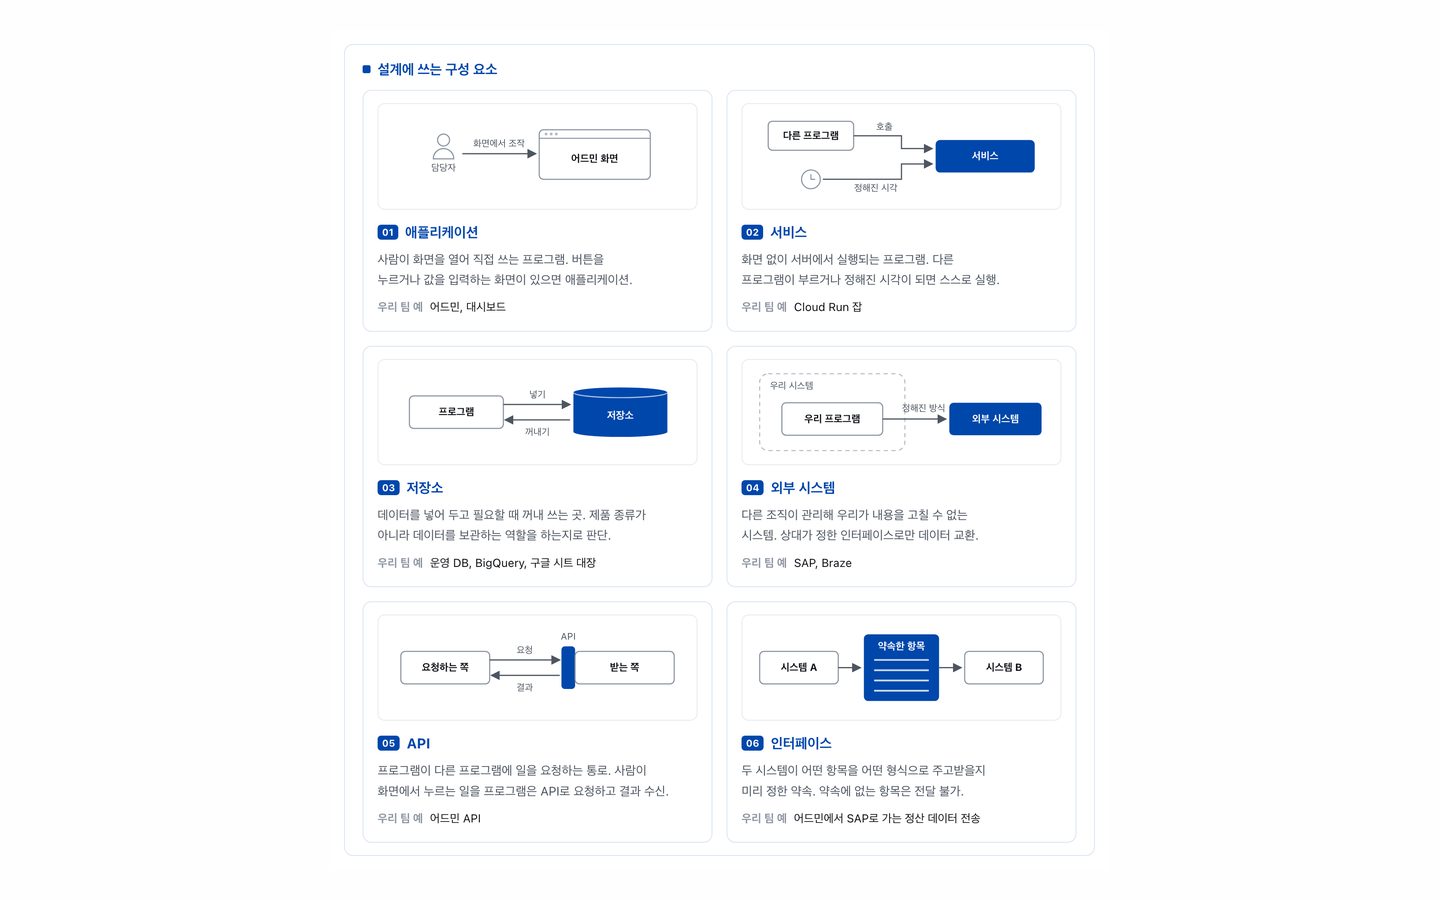 설계에 쓰는 구성 요소
화면에서 조작
담당자
어드민 화면
01 애플리케이션
사람이 화면을 열어 직접 쓰는 프로그램. 버튼을
누르거나 값을 입력하는 화면이 있으면 애플리케이션.
우리 팀 예 어드민, 대시보드
다른 프로그램
호출
서비스
정해진 시각
02 서비스
화면 없이 서버에서 실행되는 프로그램. 다른
프로그램이 부르거나 정해진 시각이 되면 스스로 실행.
우리 팀 예 Cloud Run 잡
프로그램
넣기
저장소
꺼내기
03 저장소
데이터를 넣어 두고 필요할 때 꺼내 쓰는 곳. 제품 종류가
아니라 데이터를 보관하는 역할을 하는지로 판단.
우리 팀 예 운영 DB, BigQuery, 구글 시트 대장
우리 시스템
우리 프로그램
정해진 방식
외부 시스템
04 외부 시스템
다른 조직이 관리해 우리가 내용을 고칠 수 없는
시스템. 상대가 정한 인터페이스로만 데이터 교환.
우리 팀 예 SAP, Braze
API
요청하는 쪽
요청
받는 쪽
결과
05 API
프로그램이 다른 프로그램에 일을 요청하는 통로. 사람이
화면에서 누르는 일을 프로그램은 API로 요청하고 결과 수신.
우리 팀 예 어드민 API
시스템 A
약속한 항목
시스템 B
06 인터페이스
두 시스템이 어떤 항목을 어떤 형식으로 주고받을지
미리 정한 약속. 약속에 없는 항목은 전달 불가.
우리 팀 예 어드민에서 SAP로 가는 정산 데이터 전송